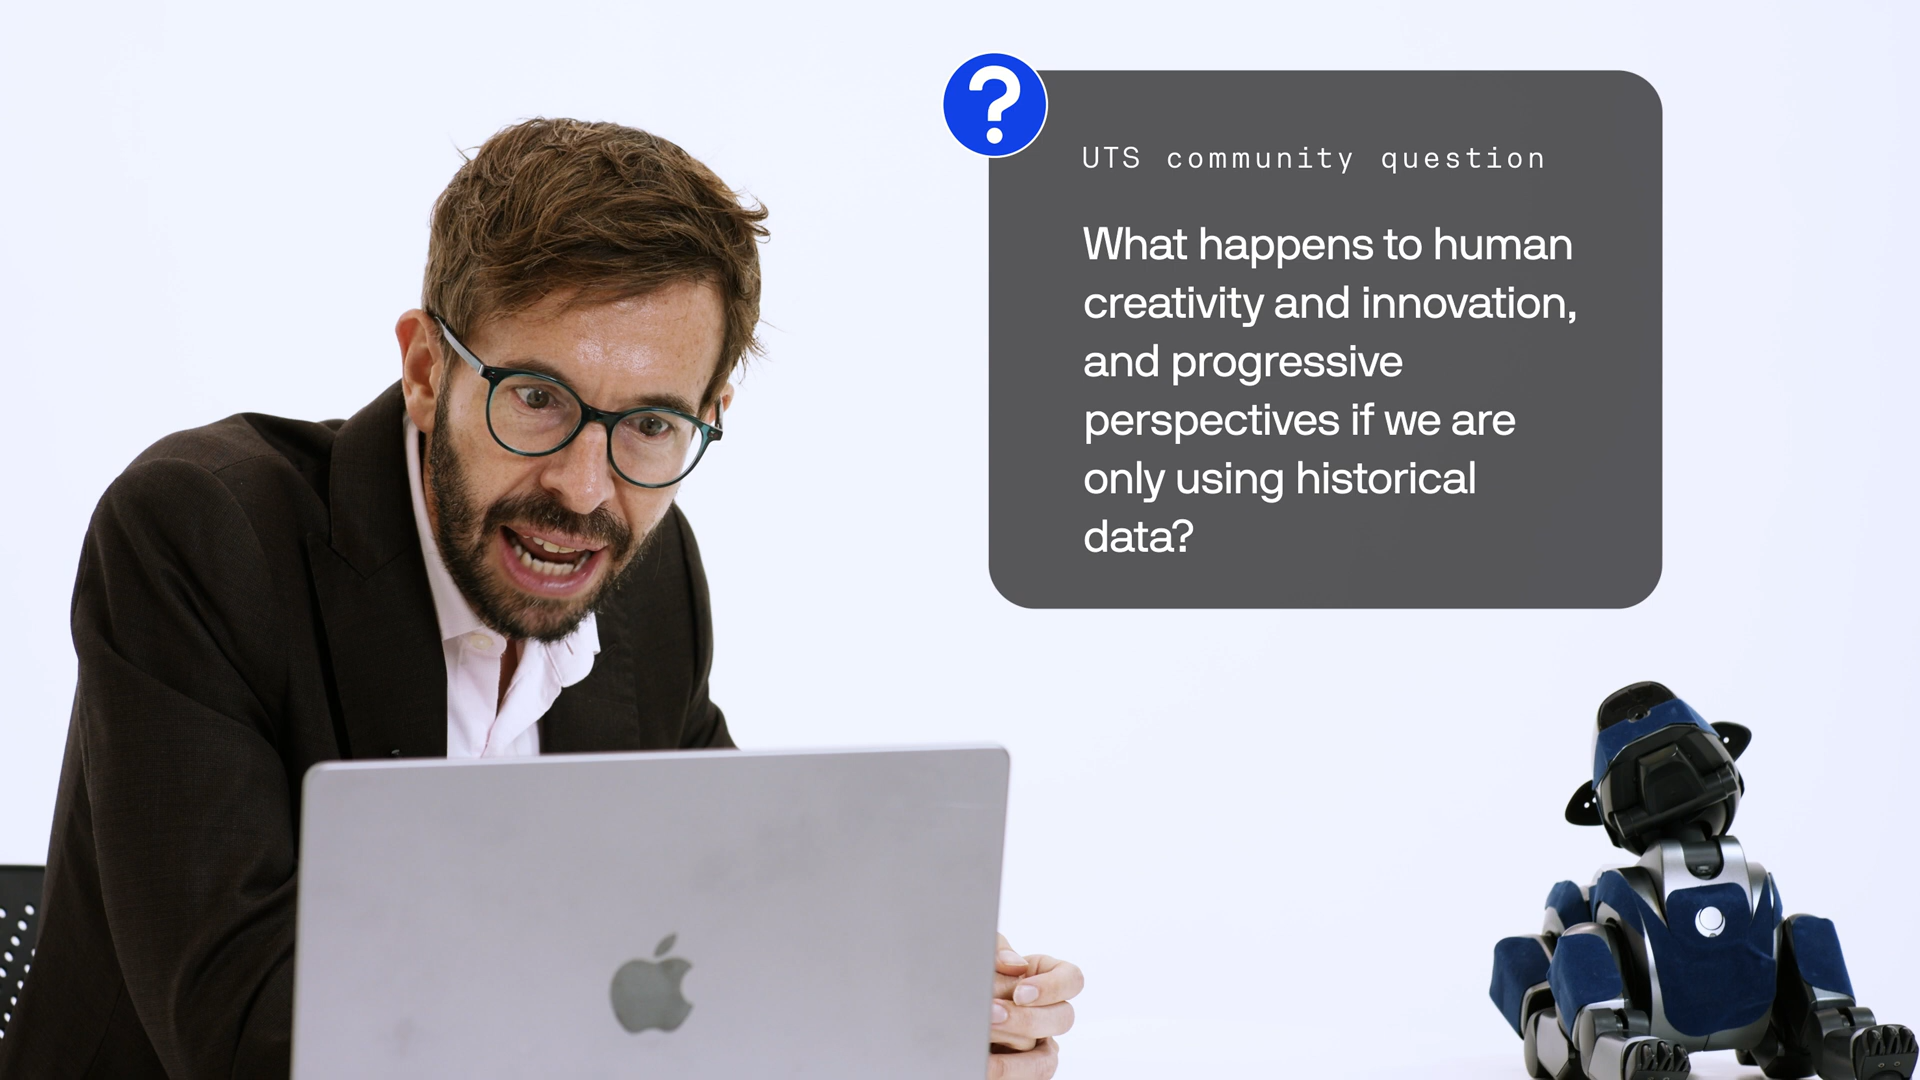 ?
UTS community question
What happens to human
creativity and innovation,
and progressive
perspectives if we are
only using historical
data?